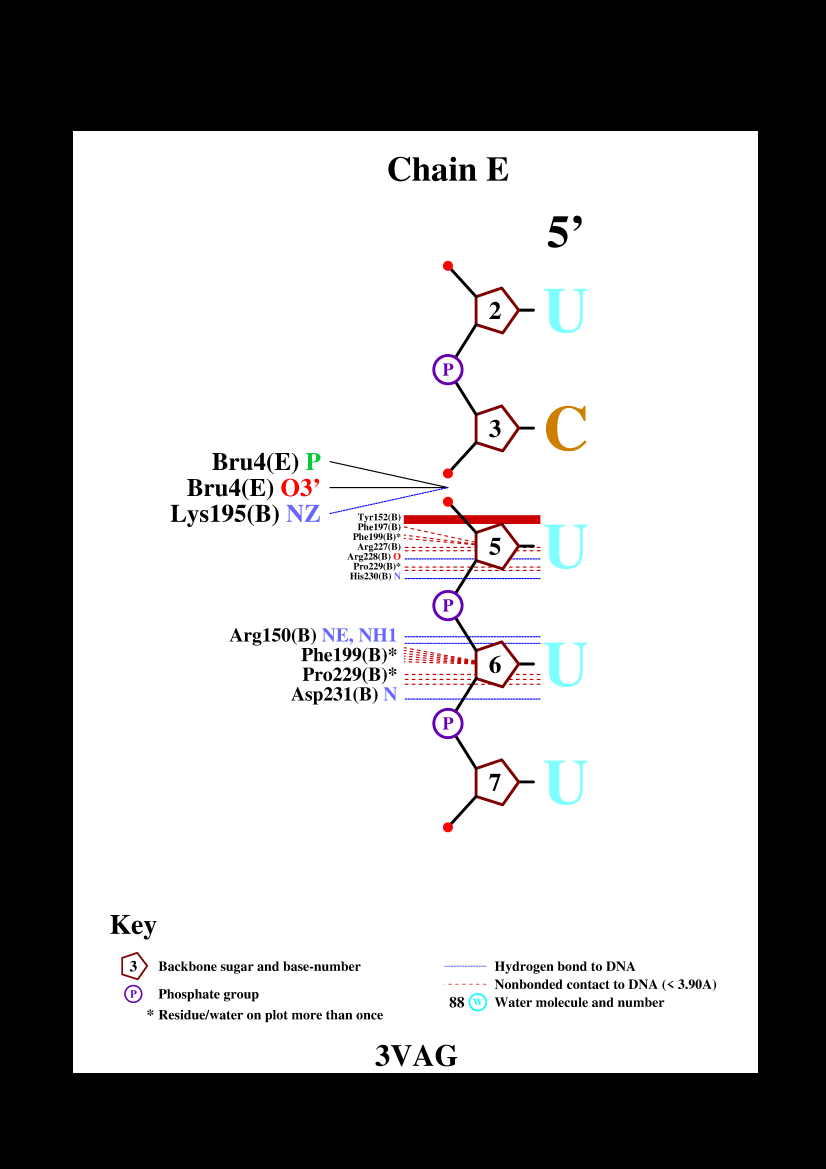 Chain E
5’
2 U
P
3 C
Bru4(E) P
Bru4(E) O3’
Lys195(B) NZ
Tyr152(B)
Phe197(B)
Phe199(B)*
5 U
Arg227(B)
Arg228(B) O
Pro229(B)*
His230(B) N
P
Arg150(B) NE, NH1
Phe199(B)*
6 U
Pro229(B)*
Asp231(B) N
P
7 U
Key
3 Backbone sugar and base-number
P Phosphate group
* Residue/water on plot more than once
Hydrogen bond to DNA
Nonbonded contact to DNA (< 3.90A)
88 W Water molecule and number
3VAG